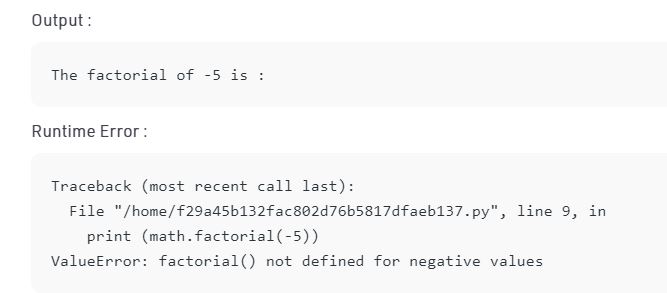 Output :
The factorial of -5 is :
Runtime Error :
Traceback (most recent call last):
  File "/home/f29a45b132fac802d76b5817dfaeb137.py", line 9, in
    print (math.factorial(-5))
ValueError: factorial() not defined for negative values